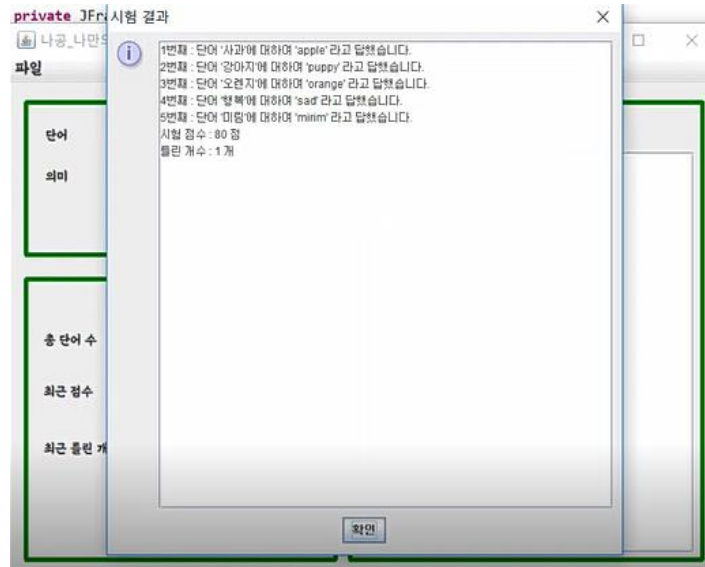 private JFra
시험 결과
나공_나만의
파일
1번째 : 단어 '사과'에 대하여 'apple' 라고 답했습니다.
2번째 : 단어 '강아지'에 대하여 'puppy' 라고 답했습니다.
3번째 : 단어 '오렌지'에 대하여 'orange' 라고 답했습니다.
4번째 : 단어 '행복'에 대하여 'sad' 라고 답했습니다.
5번째 : 단어 '미림'에 대하여 'mirim' 라고 답했습니다.
시험 점수 : 80 점
틀린 개수 : 1 개
단어
의미
총 단어 수
최근 점수
최근 틀린 개
확인